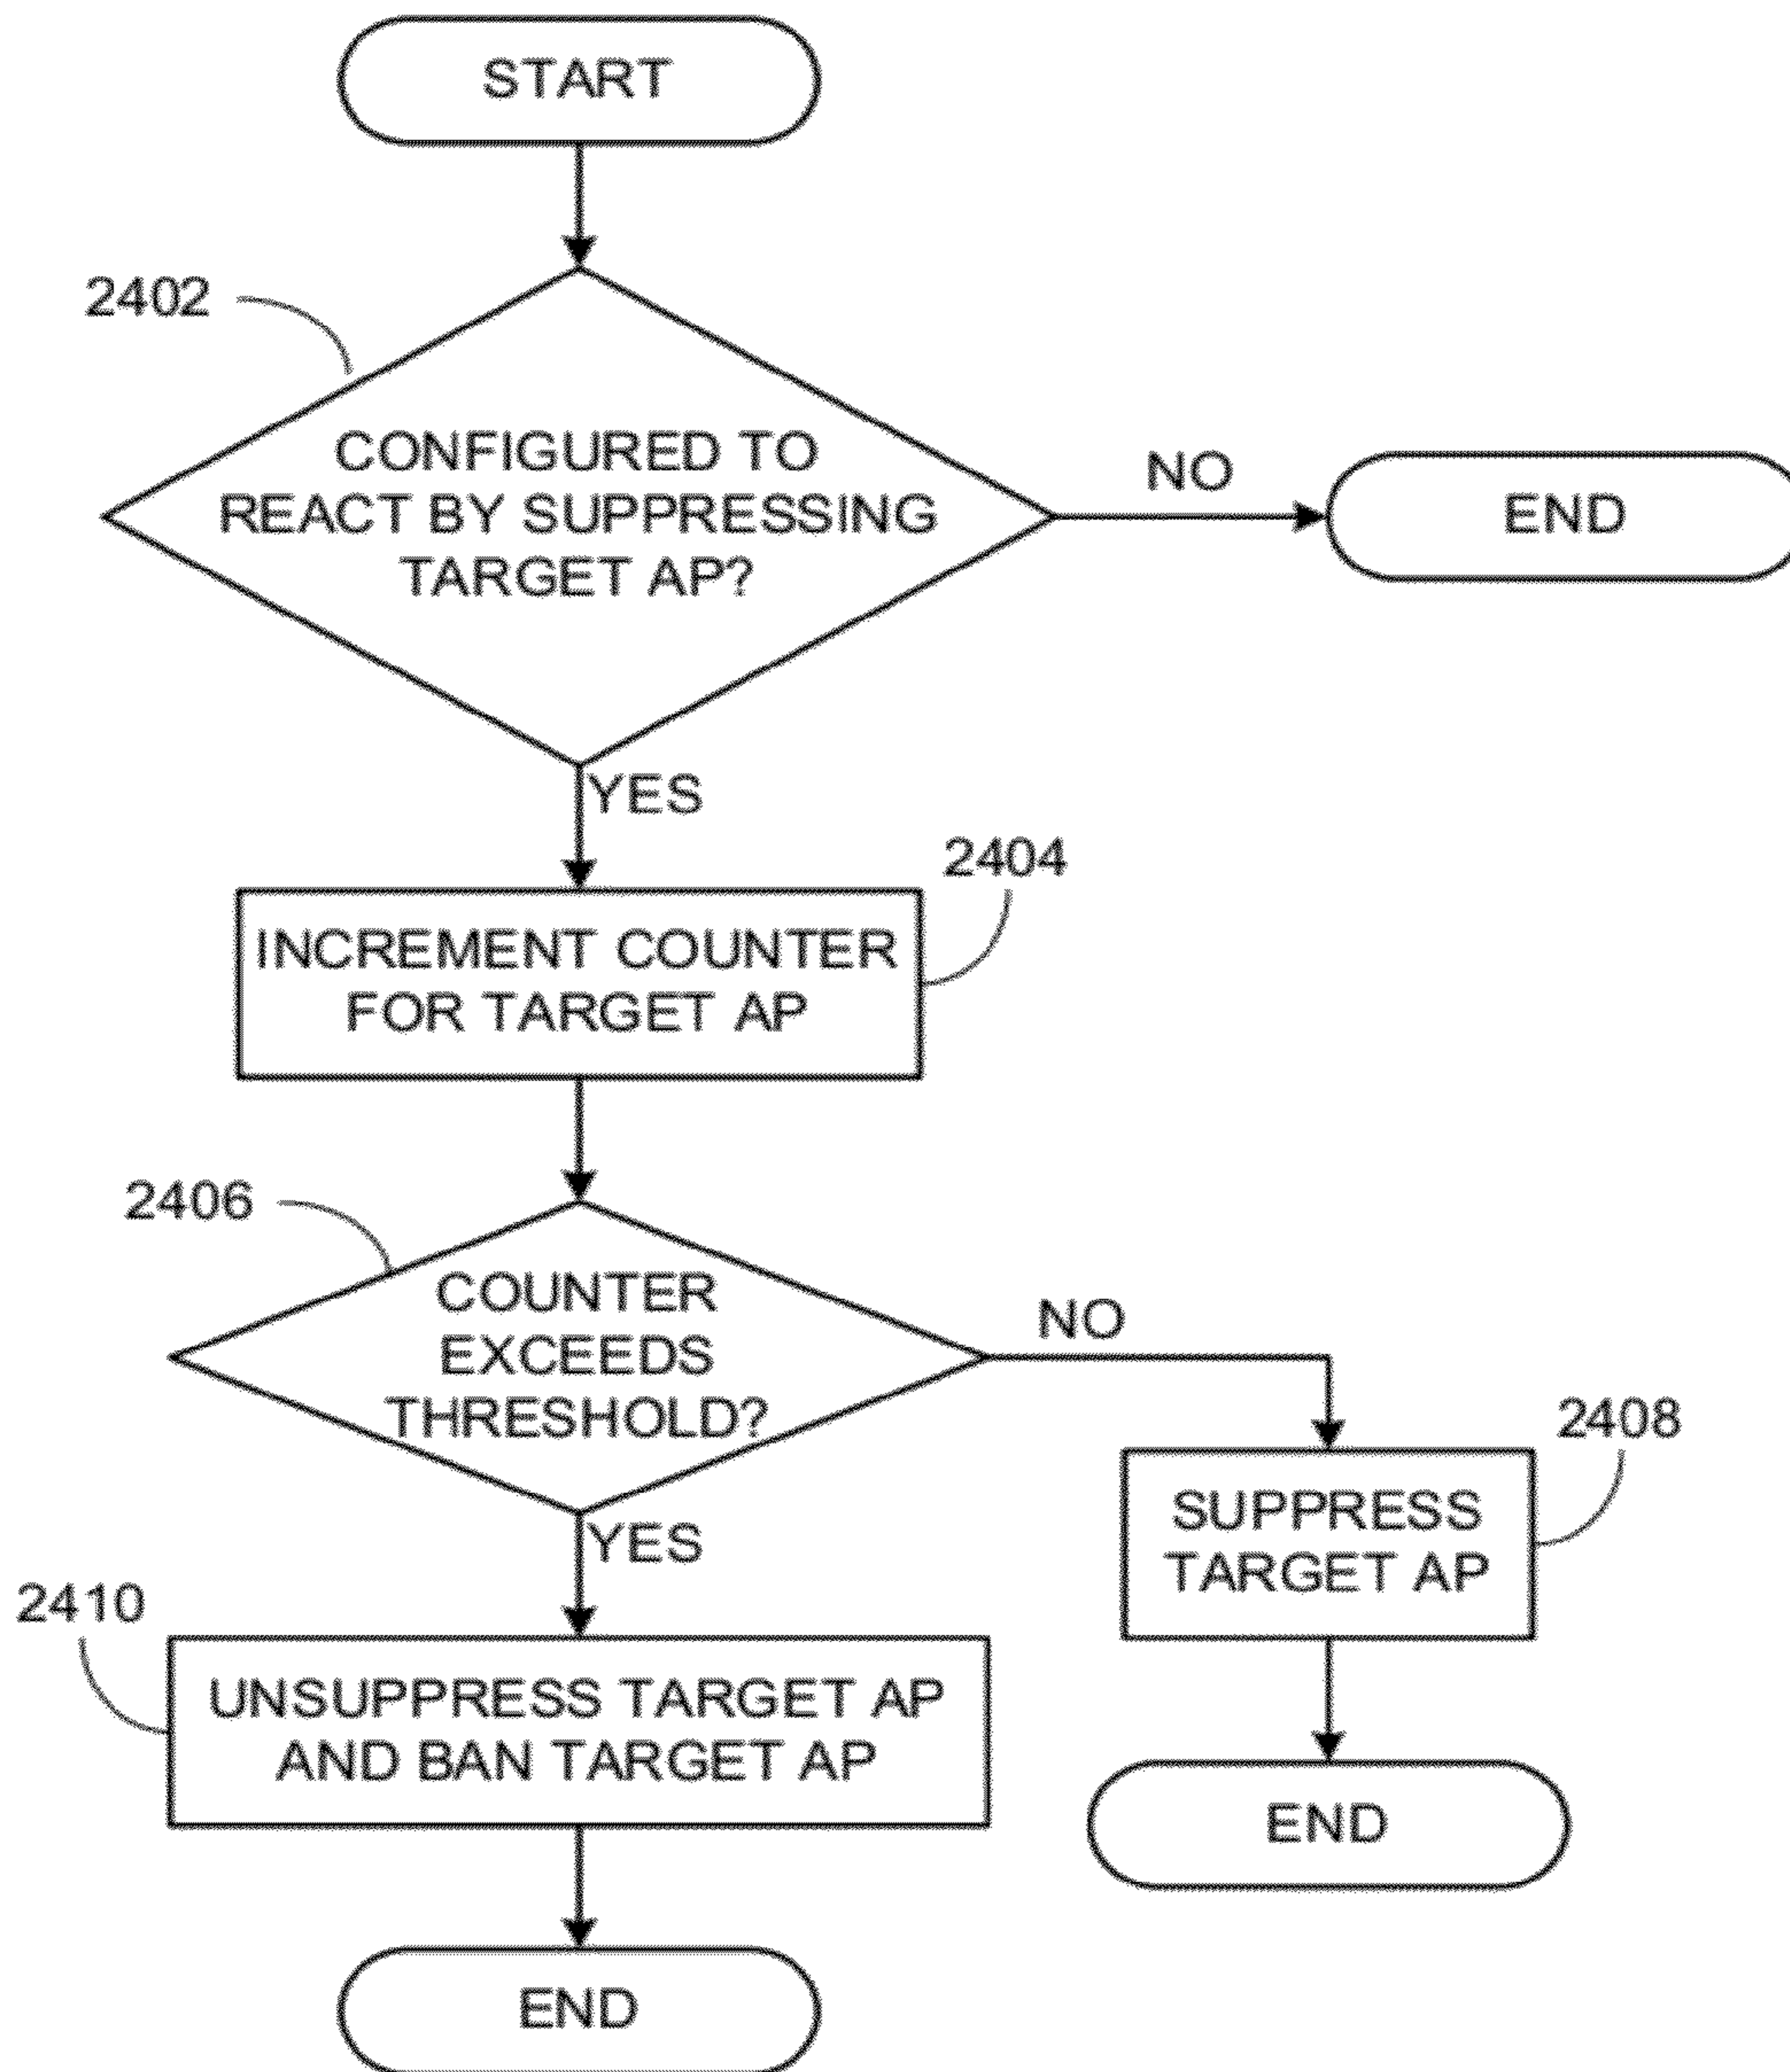 START
2402
CONFIGURED TO
REACT BY SUPPRESSING
TARGET AP?
NO
END
YES
2404
INCREMENT COUNTER
FOR TARGET AP
2406
COUNTER
EXCEEDS
THRESHOLD?
NO
2408
SUPPRESS
TARGET AP
YES
2410
UNSUPPRESS TARGET AP
AND BAN TARGET AP
END
END